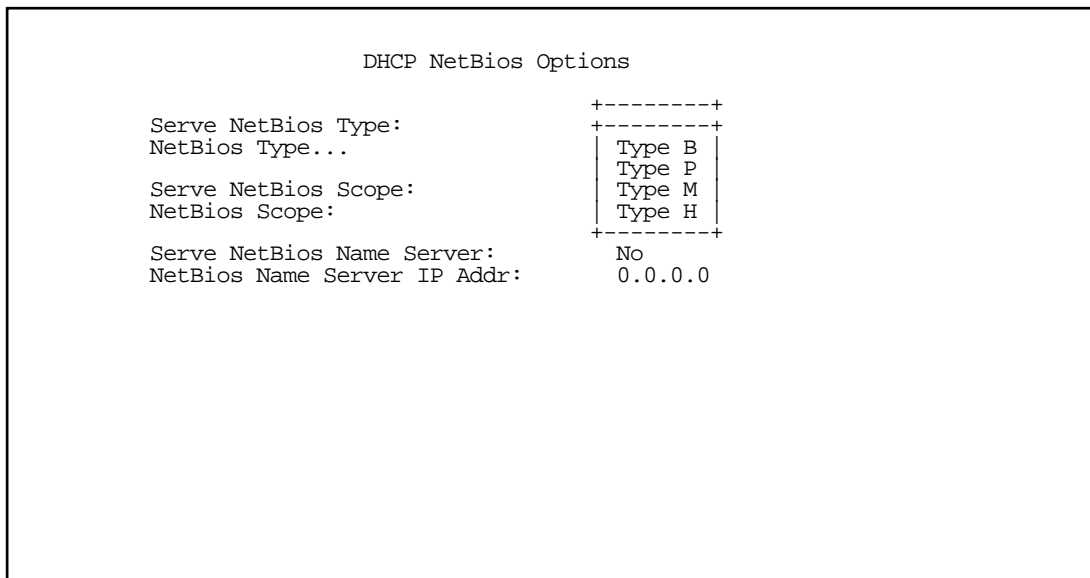 DHCP NetBios Options
+--------+
Serve NetBios Type: +--------+
NetBios Type... | Type B |
| Type P |
Serve NetBios Scope: | Type M |
NetBios Scope: | Type H |
+--------+
Serve NetBios Name Server: No
NetBios Name Server IP Addr: 0.0.0.0